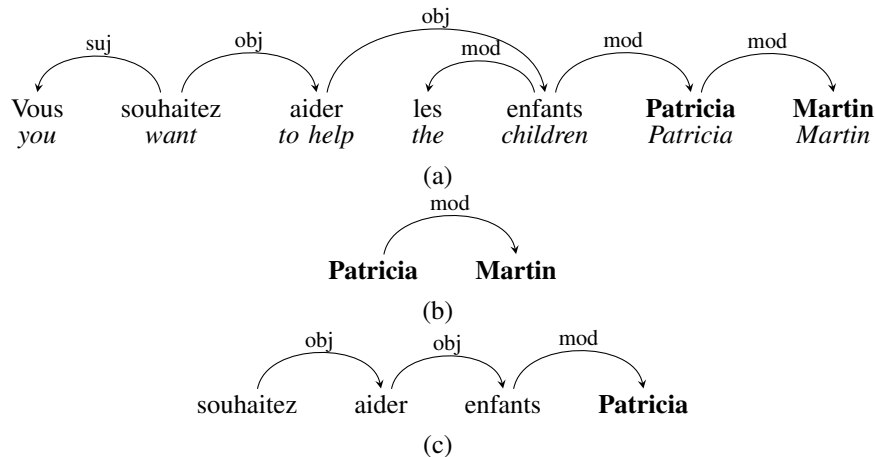 obj
suj obj mod mod mod
Vous souhaitez aider les enfants Patricia Martin
you want to help the children Patricia Martin
(a)
mod
Patricia Martin
(b)
obj obj mod
souhaitez aider enfants Patricia
(c)